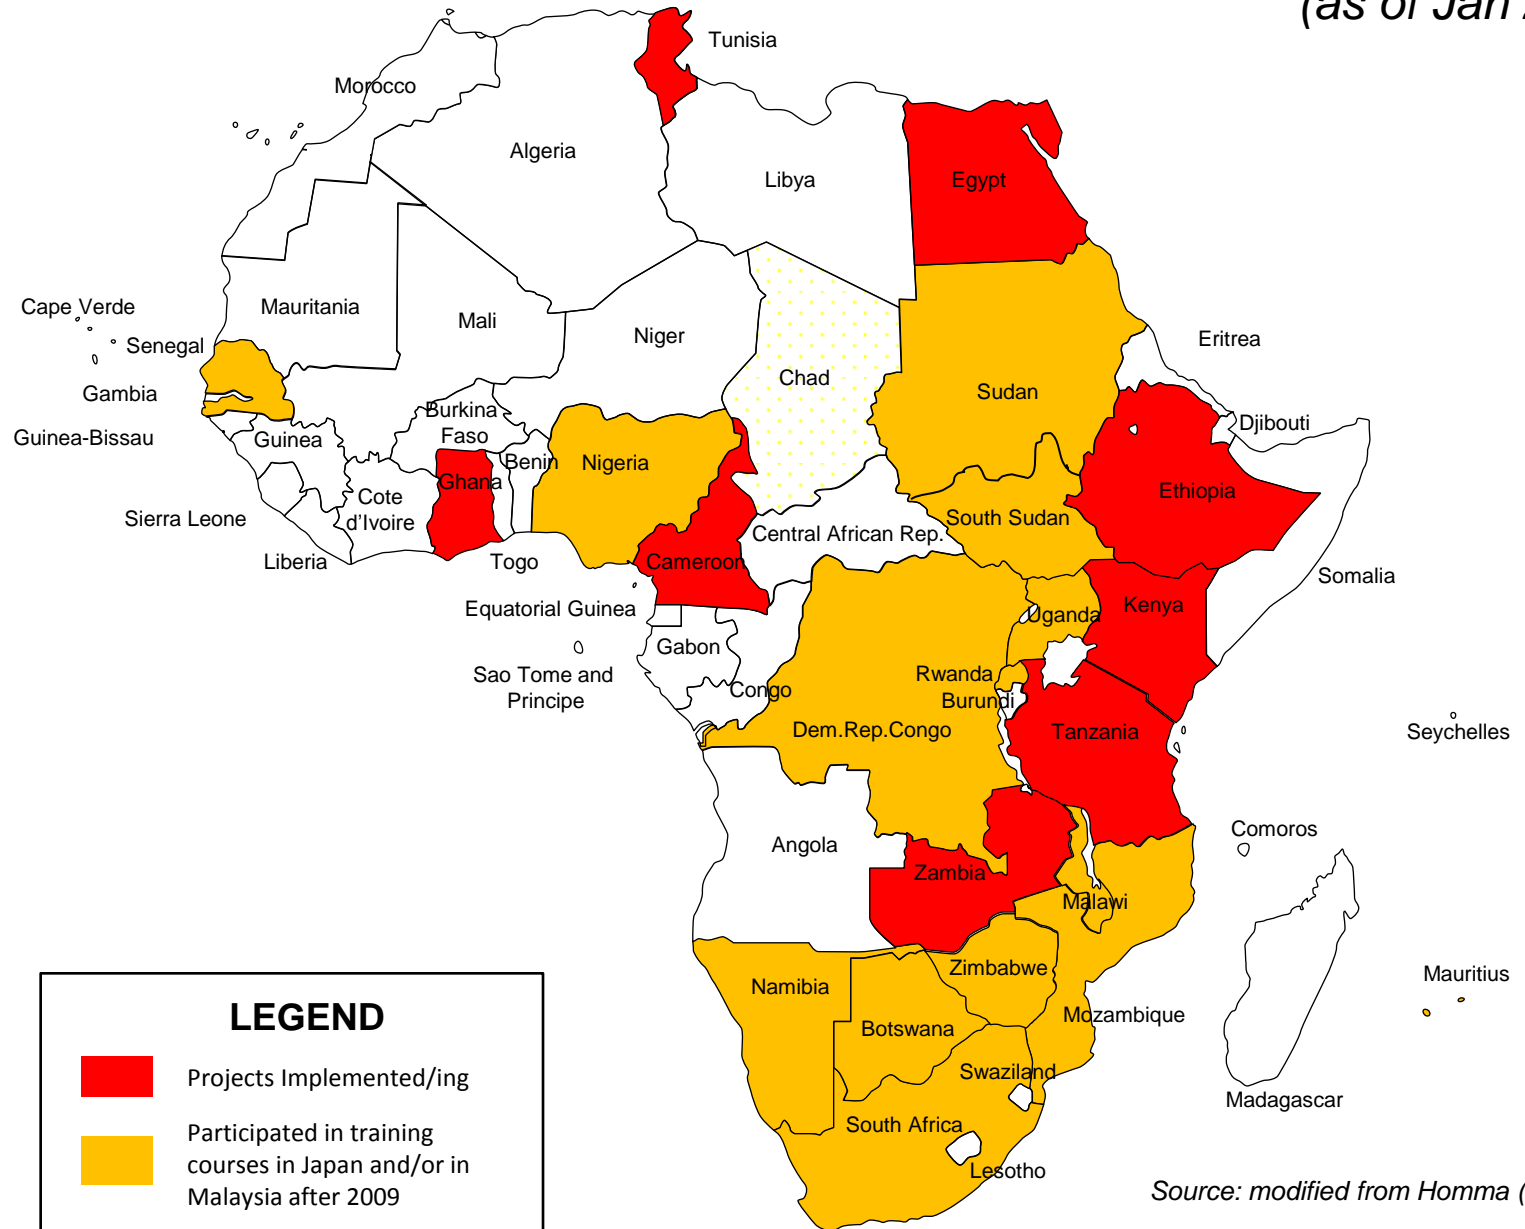 (as of Jan
Tunisia
Morocco
Algeria
Libya
Egypt
Cape Verde
Mauritania
Mali
Niger
Chad
Sudan
Eritrea
Senegal
Gambia
Guinea-Bissau
Guinea
Burkina
Faso
Benin
Nigeria
Ghana
Djibouti
Ethiopia
Cote
d'Ivoire
Sierra Leone
Liberia
Togo
Cameroon
Central African Rep.
South Sudan
Somalia
Equatorial Guinea
Uganda
Kenya
Gabon
Sao Tome and
Principe
Congo
Rwanda
Burundi
Dem.Rep.Congo
Tanzania
Seychelles
Angola
Zambia
Malawi
Comoros
Namibia
Zimbabwe
Botswana
Mozambique
Mauritius
Swaziland
South Africa
Lesotho
Madagascar
LEGEND
Projects Implemented/ing
Participated in training
courses in Japan and/or in
Malaysia after 2009
Source: modified from Homma (